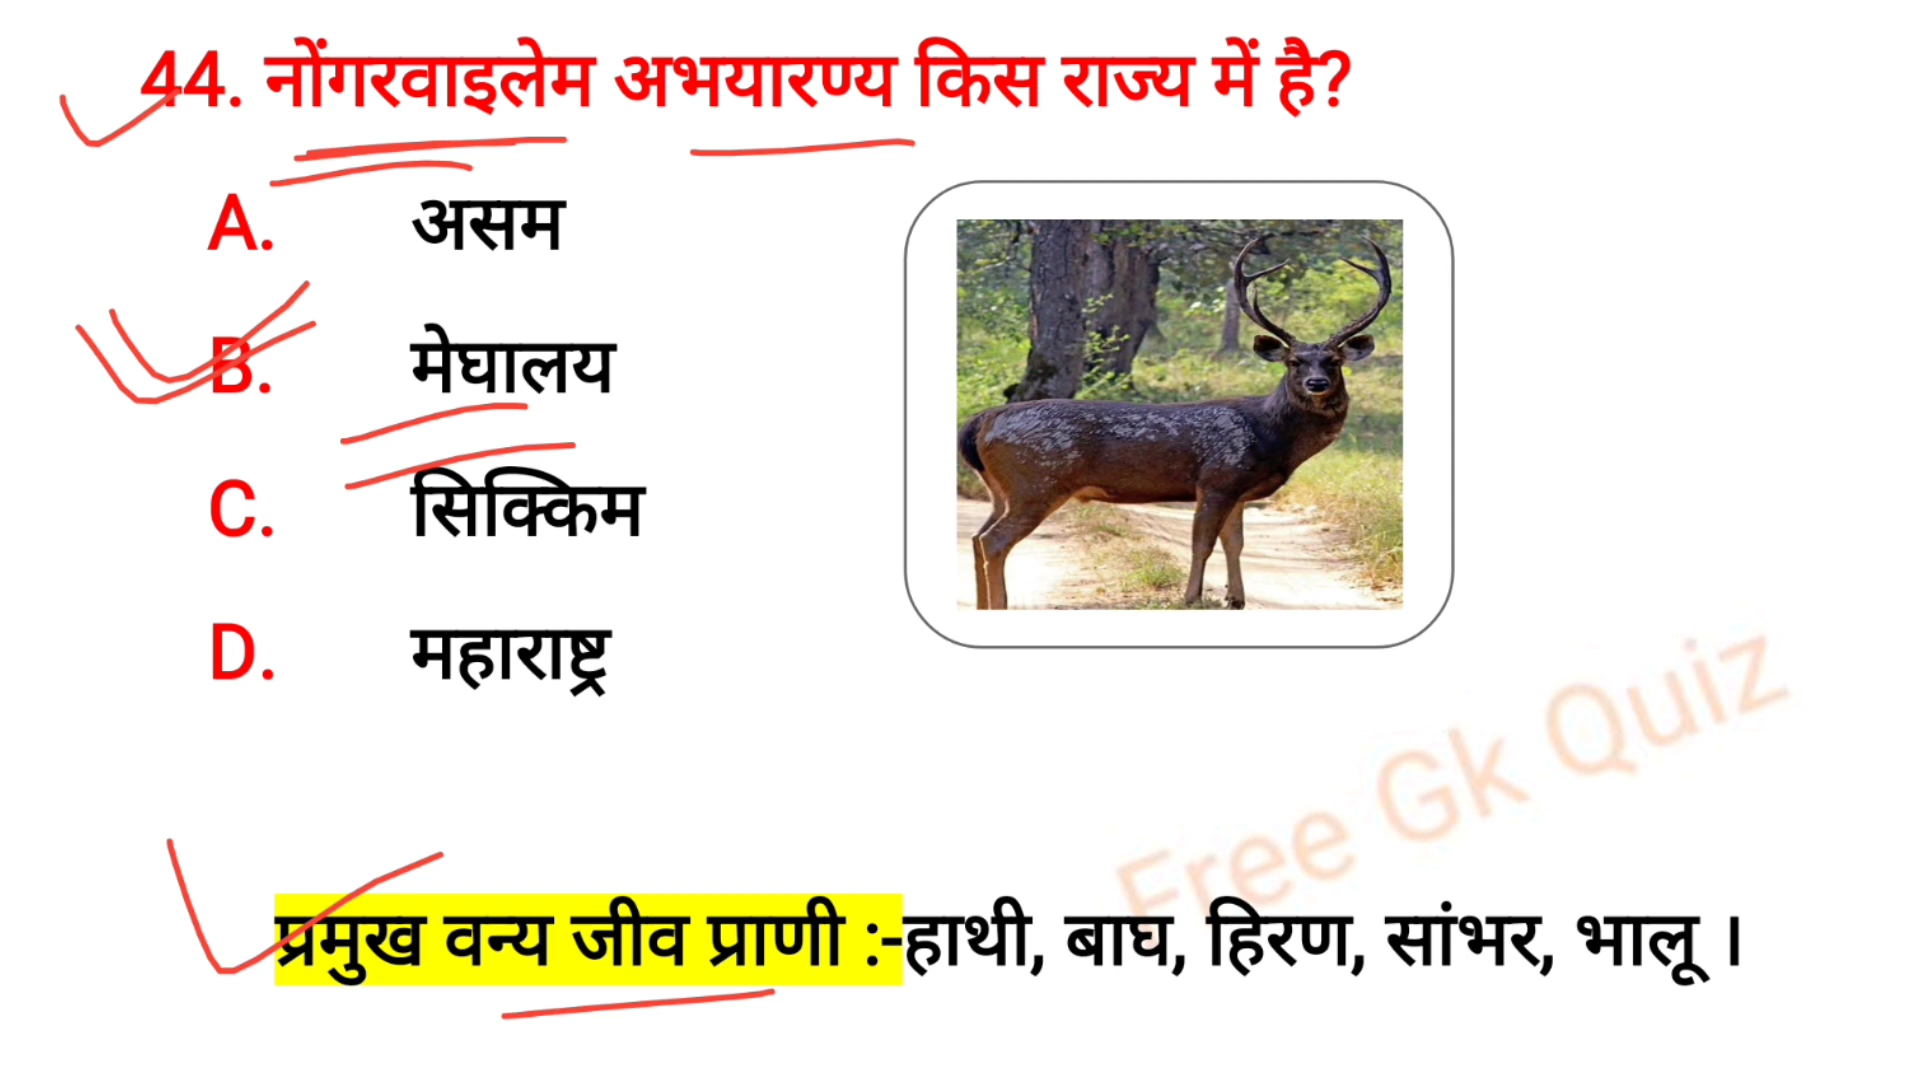 44. नोंगरवाइलेम अभयारण्य किस राज्य में है?
A. असम
B. मेघालय
C. सिक्किम
D. महाराष्ट्र
Free Gk Quiz
प्रमुख वन्य जीव प्राणी :-हाथी, बाघ, हिरण, सांभर, भालू ।